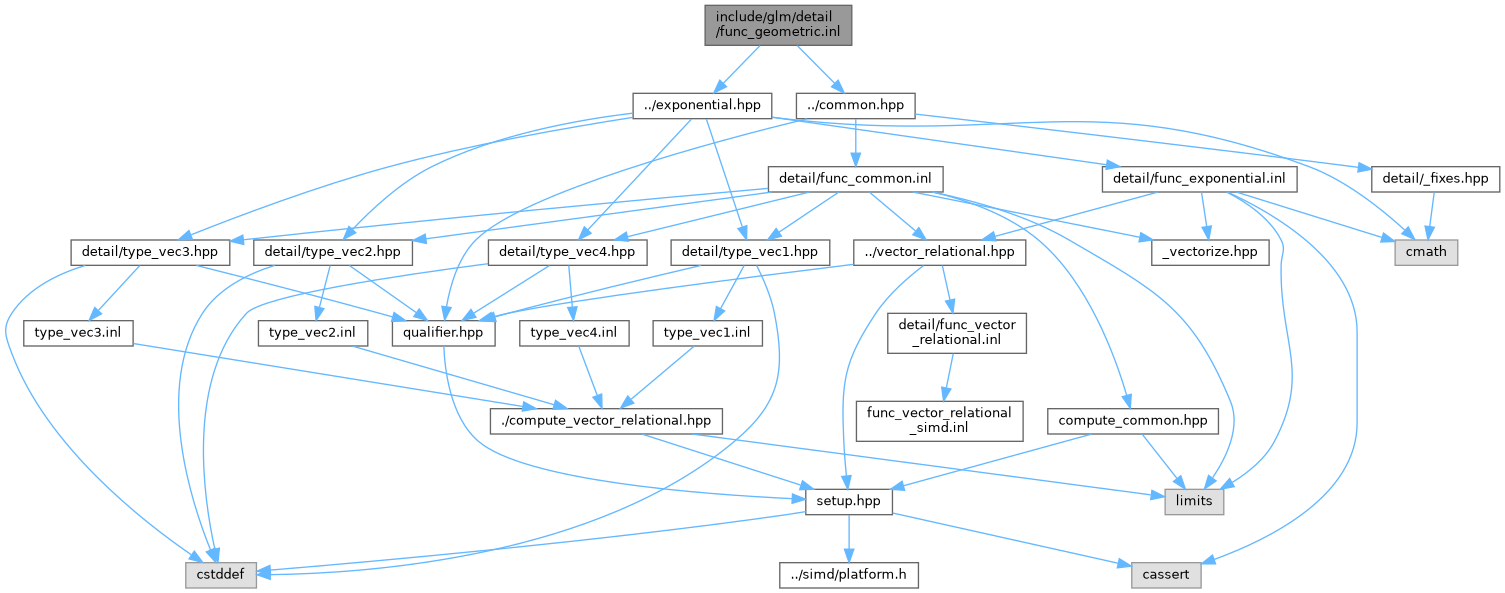 include/glm/detail
/func_geometric.inl
../exponential.hpp
../common.hpp
detail/func_common.inl
detail/func_exponential.inl
detail/_fixes.hpp
detail/type_vec3.hpp
detail/type_vec2.hpp
detail/type_vec4.hpp
detail/type_vec1.hpp
../vector_relational.hpp
_vectorize.hpp
cmath
type_vec3.inl
type_vec2.inl
qualifier.hpp
type_vec4.inl
type_vec1.inl
detail/func_vector
_relational.inl
./compute_vector_relational.hpp
func_vector_relational
_simd.inl
compute_common.hpp
setup.hpp
limits
cstddef
../simd/platform.h
cassert